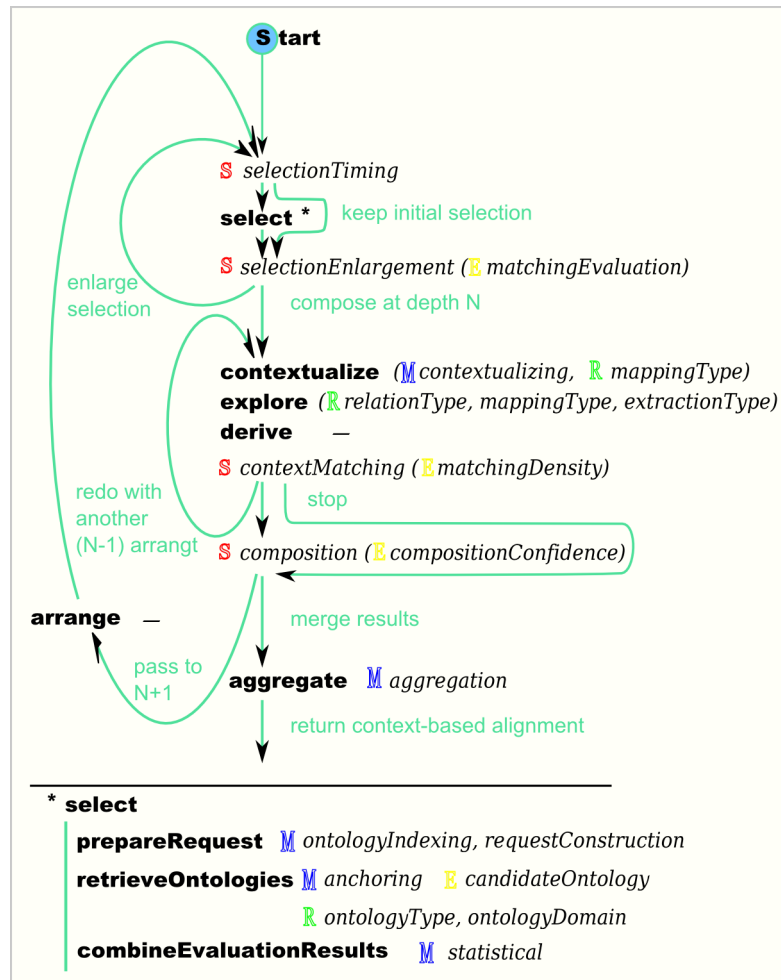 Start
S selectionTiming
select *
keep initial selection
S selectionEnlargement (E matchingEvaluation)
enlarge
selection
compose at depth N
contextualize (M contextualizing, R mappingType)
explore (R relationType, mappingType, extractionType)
derive —
S contextMatching (E matchingDensity)
redo with
another
(N-1) arrangt
stop
S composition (E compositionConfidence)
arrange —
merge results
pass to
N+1
aggregate M aggregation
return context-based alignment
* select
prepareRequest M ontologyIndexing, requestConstruction
retrieveOntologies M anchoring E candidateOntology
R ontologyType, ontologyDomain
combineEvaluationResults M statistical